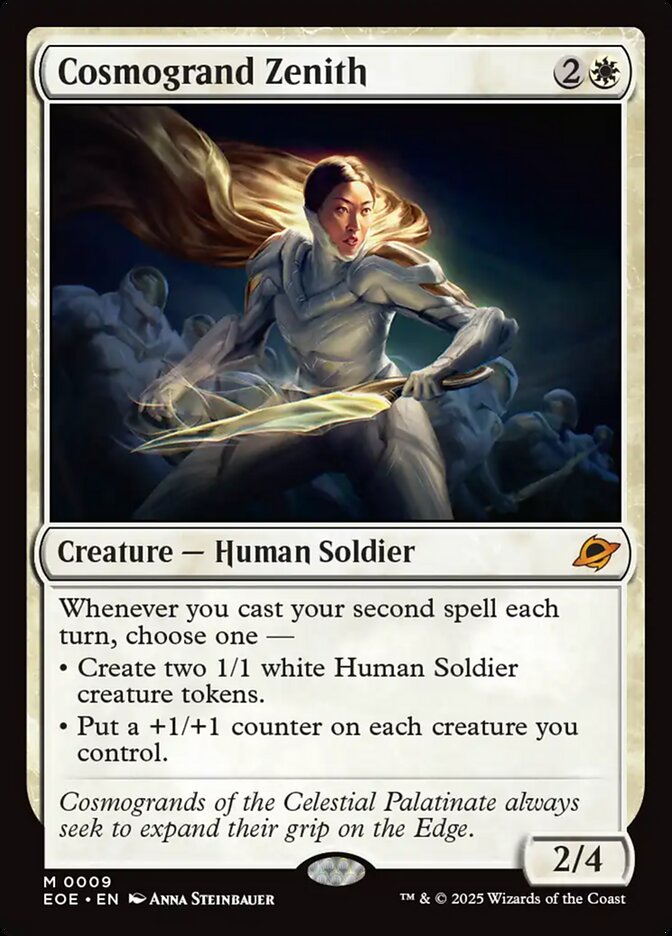 Cosmogrand Zenith 2
Creature — Human Soldier
Whenever you cast your second spell each
turn, choose one —
• Create two 1/1 white Human Soldier
creature tokens.
• Put a +1/+1 counter on each creature you
control.
Cosmogrands of the Celestial Palatinate always
seek to expand their grip on the Edge.
2/4
M 0009
EOE • EN Anna Steinbauer ™ & © 2025 Wizards of the Coast